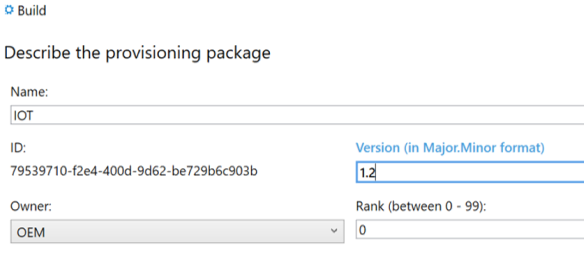 Build
Describe the provisioning package
Name:
IOT
ID:
Version (in Major.Minor format)
79539710-f2e4-400d-9d62-be729b6c903b
1.2
Owner:
Rank (between 0 - 99):
OEM
0